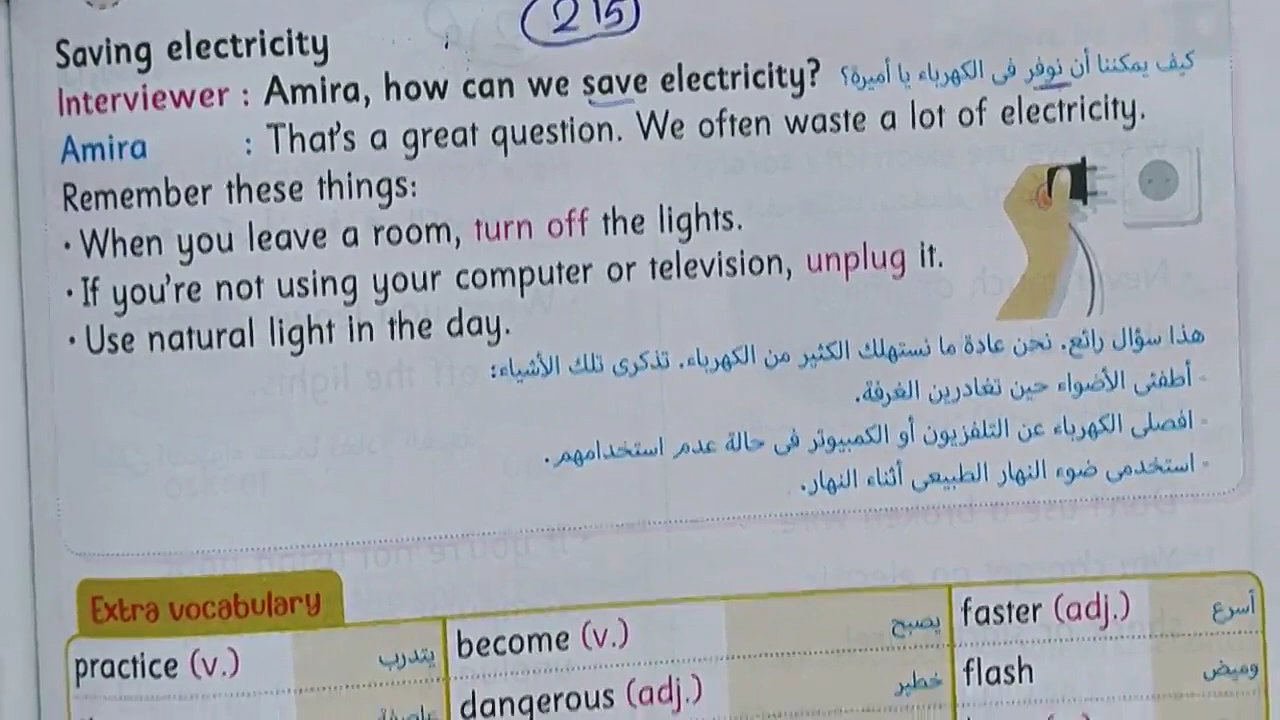 215
Saving electricity
Interviewer : Amira, how can we save electricity? كيف يمكننا أن نوفر فى الكهرباء يا أميرة؟
Amira : That's a great question. We often waste a lot of electricity.
Remember these things:
• When you leave a room, turn off the lights.
• If you're not using your computer or television, unplug it.
• Use natural light in the day.
هذا سؤال رائع. نحن عادة ما نستهلك الكثير من الكهرباء. تذكرى تلك الأشياء:
- أطفئى الأضواء حين تغادرين الغرفة.
- افصلى الكهرباء عن التلفزيون أو الكمبيوتر فى حالة عدم استخدامهم.
- استخدمى ضوء النهار الطبيعى أثناء النهار.
Extra vocabulary
practice (v.) يتدرب become (v.) يصبح faster (adj.) أسرع
dangerous (adj.) خطير flash وميض